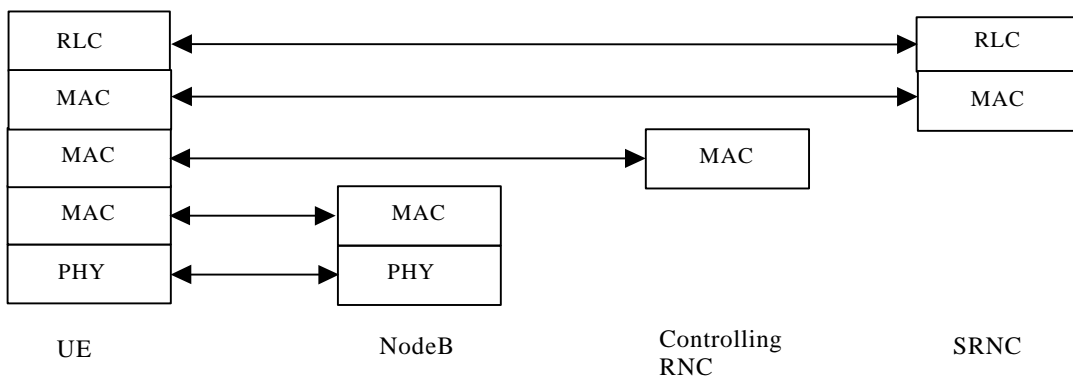 RLC
RLC
MAC
MAC
MAC
MAC
MAC
MAC
PHY
PHY
UE
NodeB
Controlling
RNC
SRNC